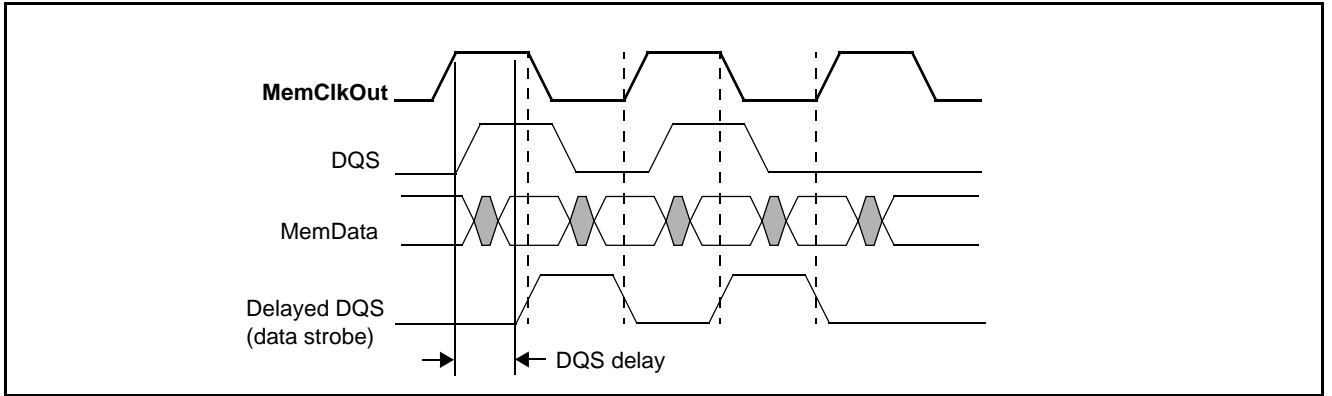 MemClkOut
DQS
MemData
Delayed DQS
(data strobe)
DQS delay